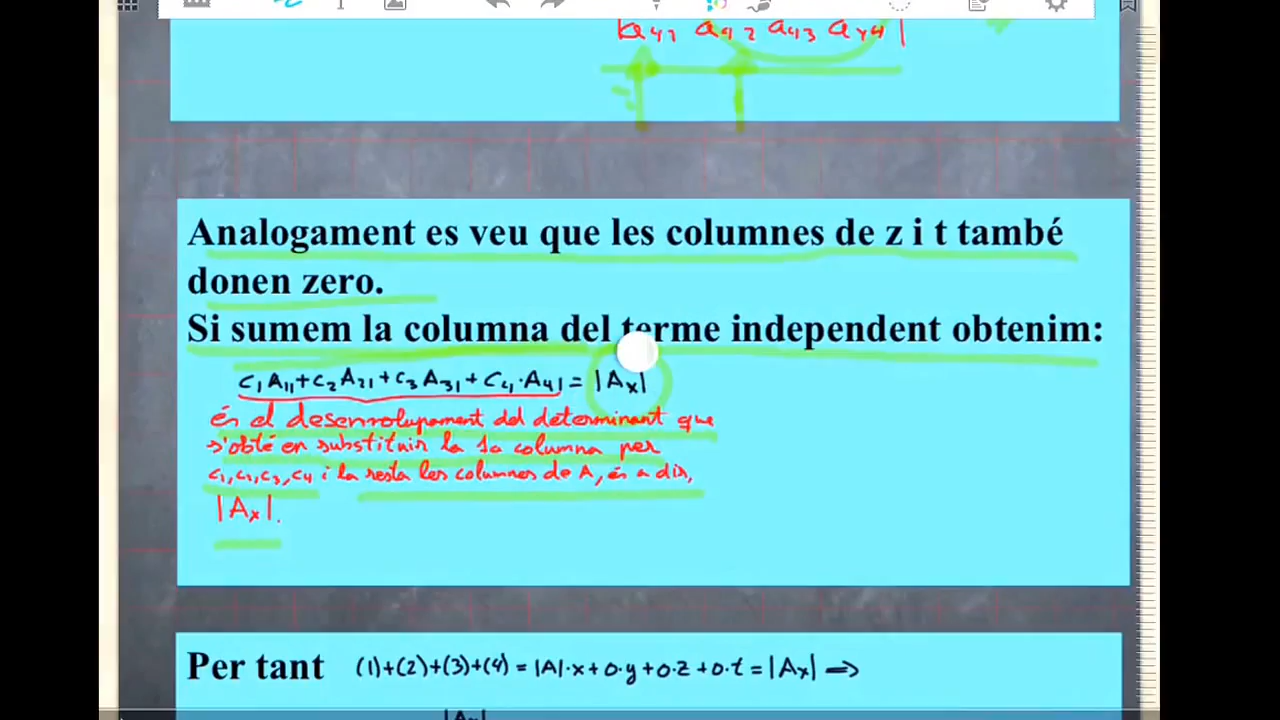 a41 a42 a43 a44 |
Analogament es veu que les columnes de z i t també
donen zero.
Si sumem la columna del terme independent obtenim:
C1A11+C2A21+C3A31+C4·A41=|Ax|
és el desenvolupament del determinant que
s'obté en substituir la 1a columna per
C1,C2,C3,C4 i la resta les columnes de A, és a dir,
|Ax|.
Per tant (1)+(2)+(3)+(4)=|A|·x+0·y+0·z+0·t=|Ax| ⇒
|Ax|